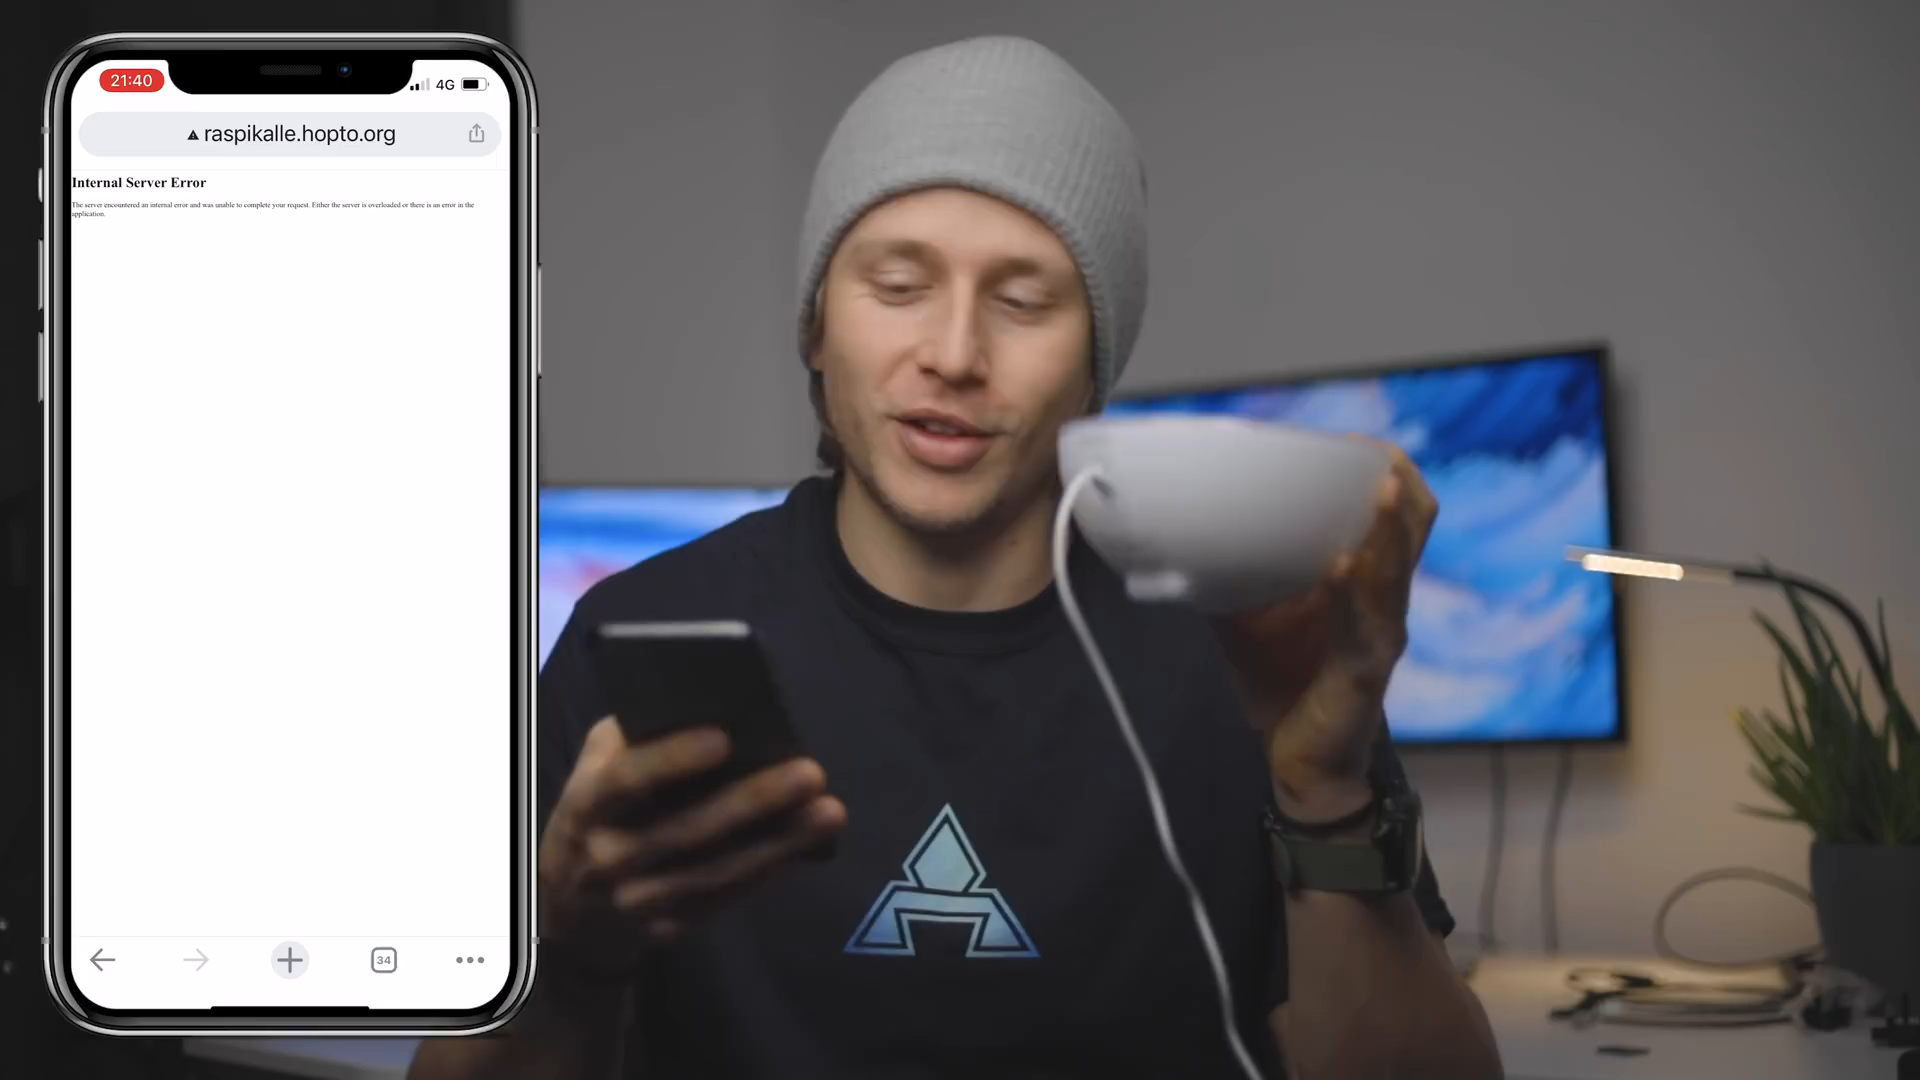 21:40
4G
raspikalle.hopto.org
Internal Server Error
The server encountered an internal error and was unable to complete your request. Either the server is overloaded or there is an error in the
application.
34